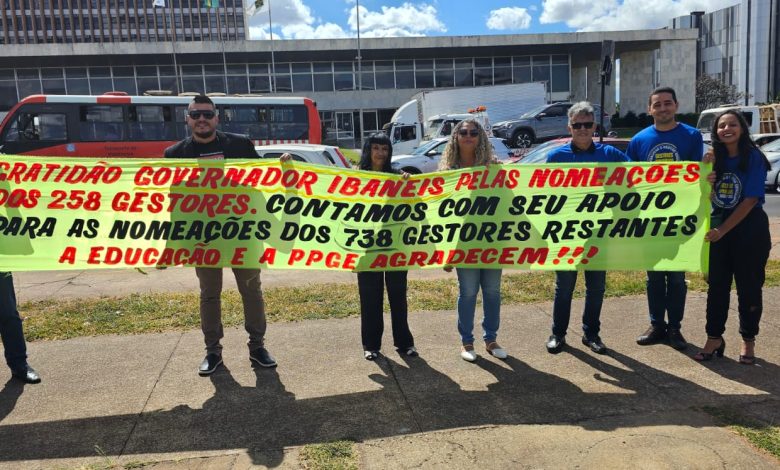 GRATIDÃO GOVERNADOR IBANEIS PELAS NOMEAÇÕES
DOS 258 GESTORES. CONTAMOS COM SEU APOIO
PARA AS NOMEAÇÕES DOS 738 GESTORES RESTANTES
A EDUCAÇÃO E A PPGE AGRADECEM!!!